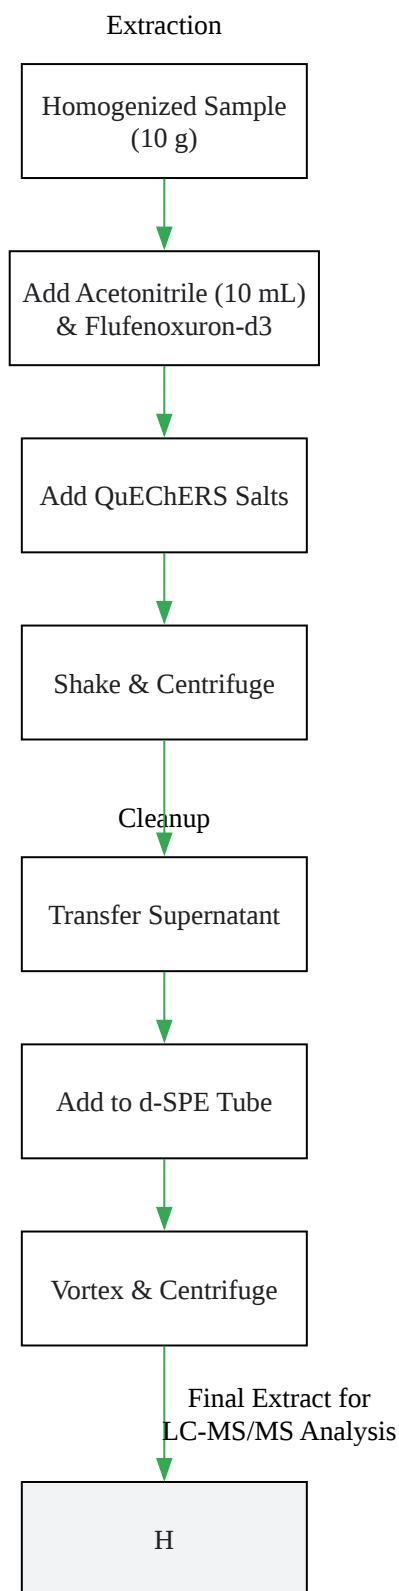 Extraction
Homogenized Sample
(10 g)
Add Acetonitrile (10 mL)
& Flufenoxuron-d3
Add QuEChERS Salts
Shake & Centrifuge
Cleanup
Transfer Supernatant
Add to d-SPE Tube
Vortex & Centrifuge
Final Extract for
LC-MS/MS Analysis
H